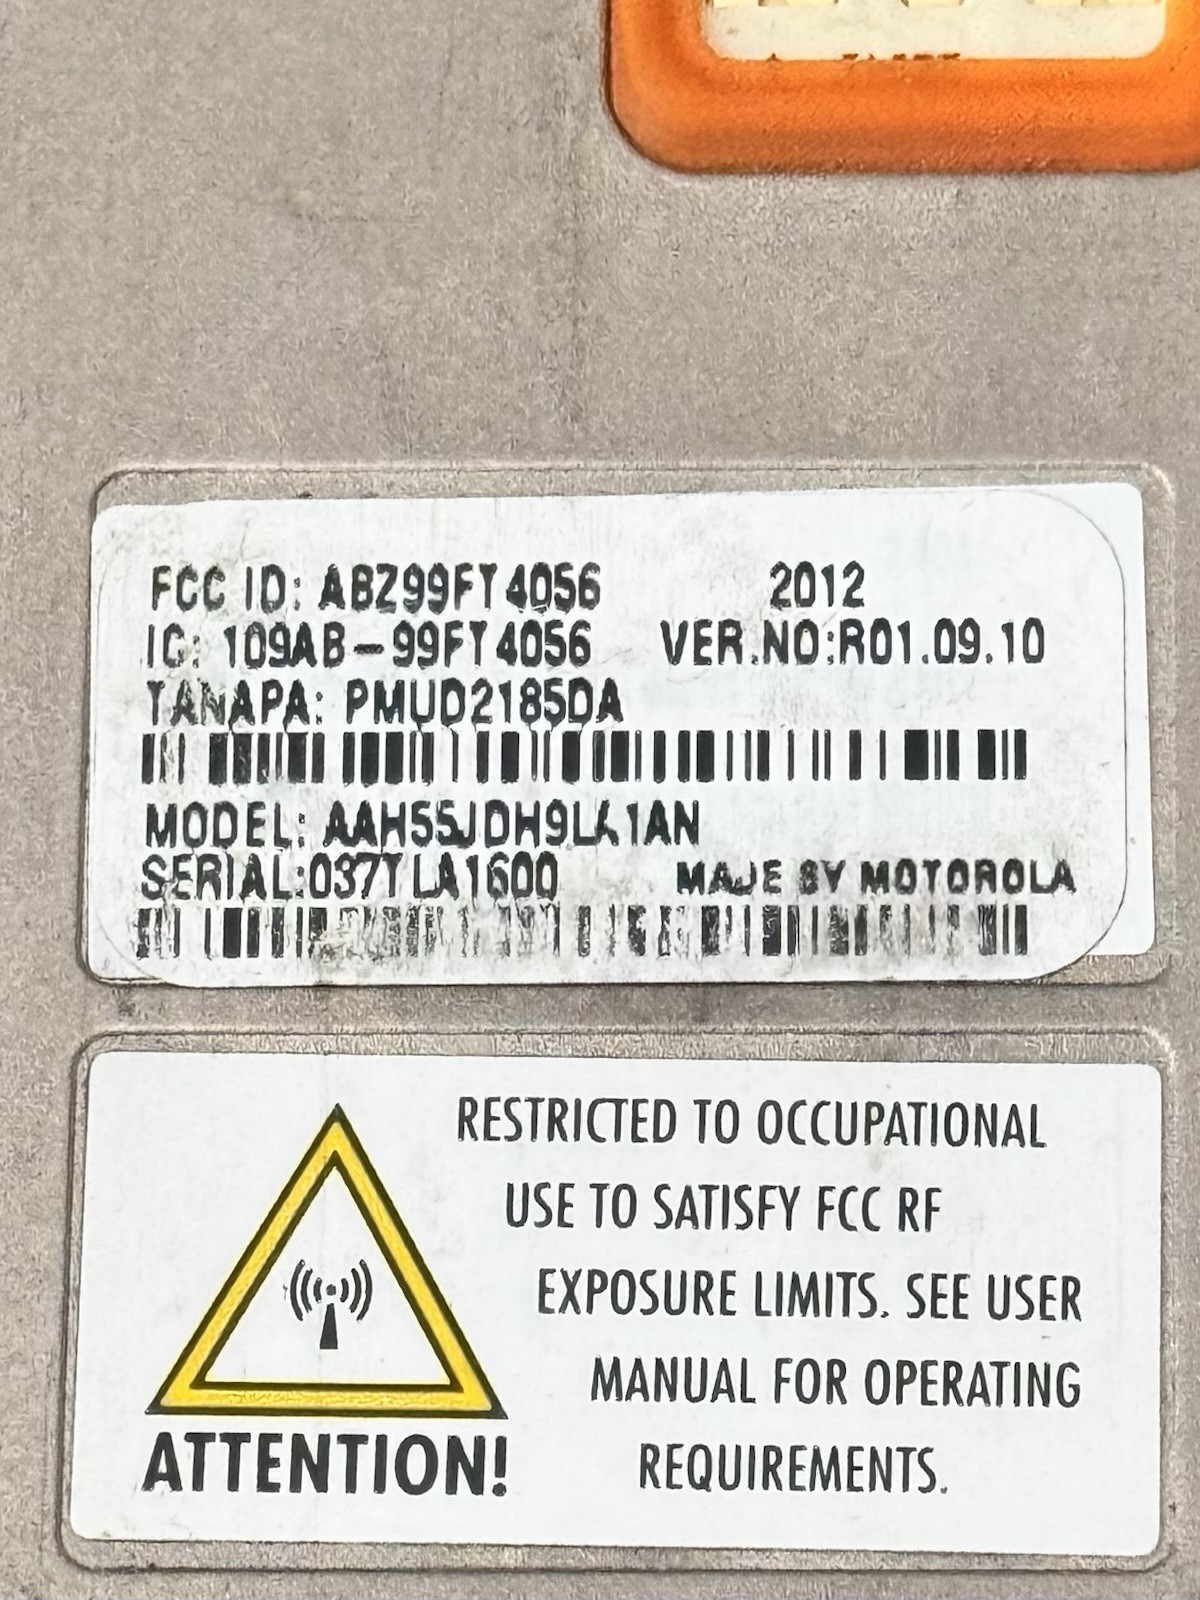 FCC ID: ABZ99FT4056 2012
IC: 109AB-99FT4056 VER.NO:R01.09.10
TANAPA: PMUD2185DA
MODEL: AAH55JDH9LA1AN
SERIAL:037TLA1600 MADE BY MOTOROLA
RESTRICTED TO OCCUPATIONAL
USE TO SATISFY FCC RF
EXPOSURE LIMITS. SEE USER
MANUAL FOR OPERATING
REQUIREMENTS.
ATTENTION!